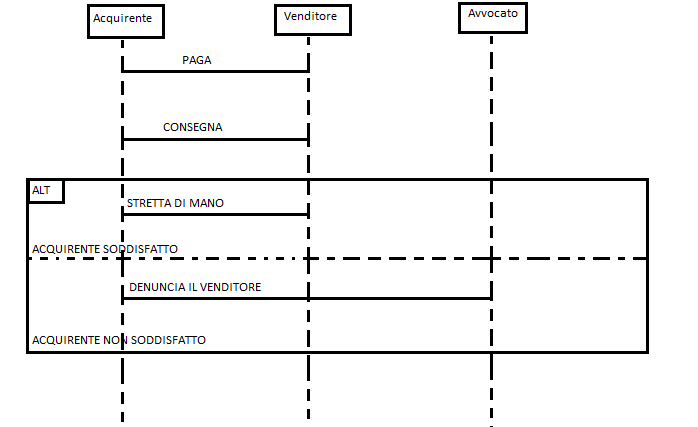 Acquirente
Venditore
Avvocato
PAGA
CONSEGNA
ALT
STRETTA DI MANO
ACQUIRENTE SODDISFATTO
DENUNCIA IL VENDITORE
ACQUIRENTE NON SODDISFATTO